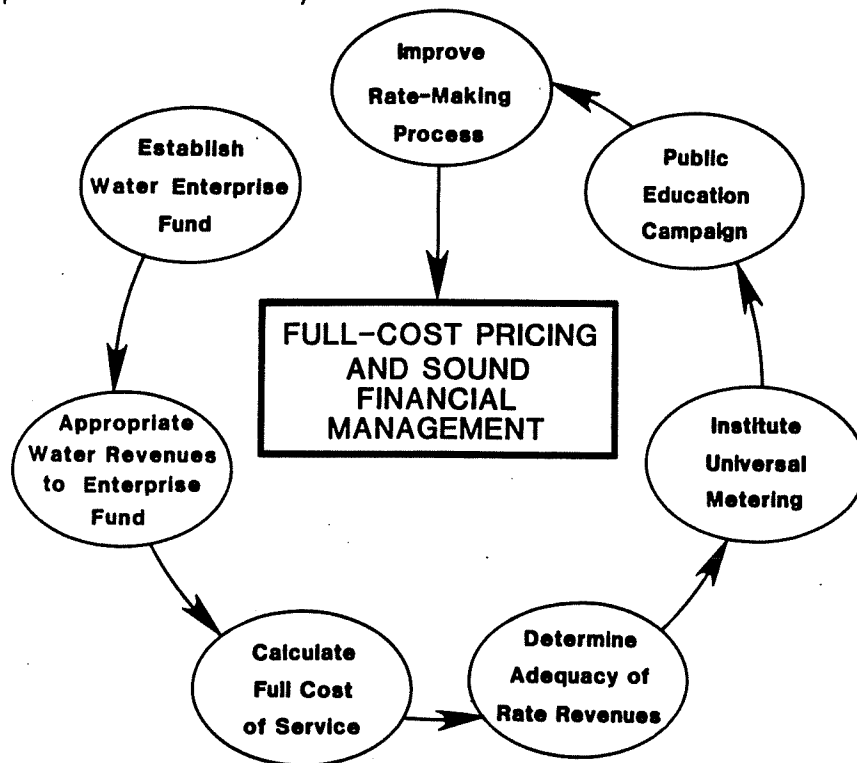 Establish
Water Enterprise
Fund
Appropriate
Water Revenues
to Enterprise
Fund
Calculate
Full Cost
of Service
Determine
Adequacy of
Rate Revenues
Institute
Universal
Metering
Public
Education
Campaign
Improve
Rate-Making
Process
FULL-COST PRICING
AND SOUND
FINANCIAL
MANAGEMENT